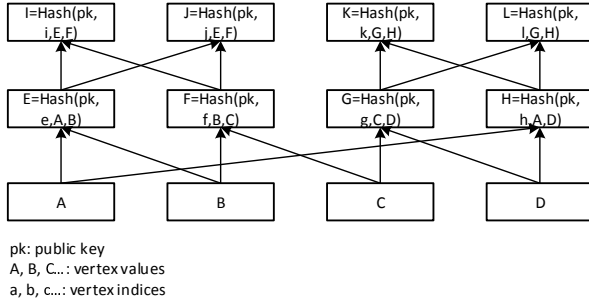 I=Hash(pk,
i,E,F)
J=Hash(pk,
j,E,F)
K=Hash(pk,
k,G,H)
L=Hash(pk,
l,G,H)
E=Hash(pk,
e,A,B)
F=Hash(pk,
f,B,C)
G=Hash(pk,
g,C,D)
H=Hash(pk,
h,A,D)
A
B
C
D
pk: public key
A, B, C...: vertex values
a, b, c...: vertex indices